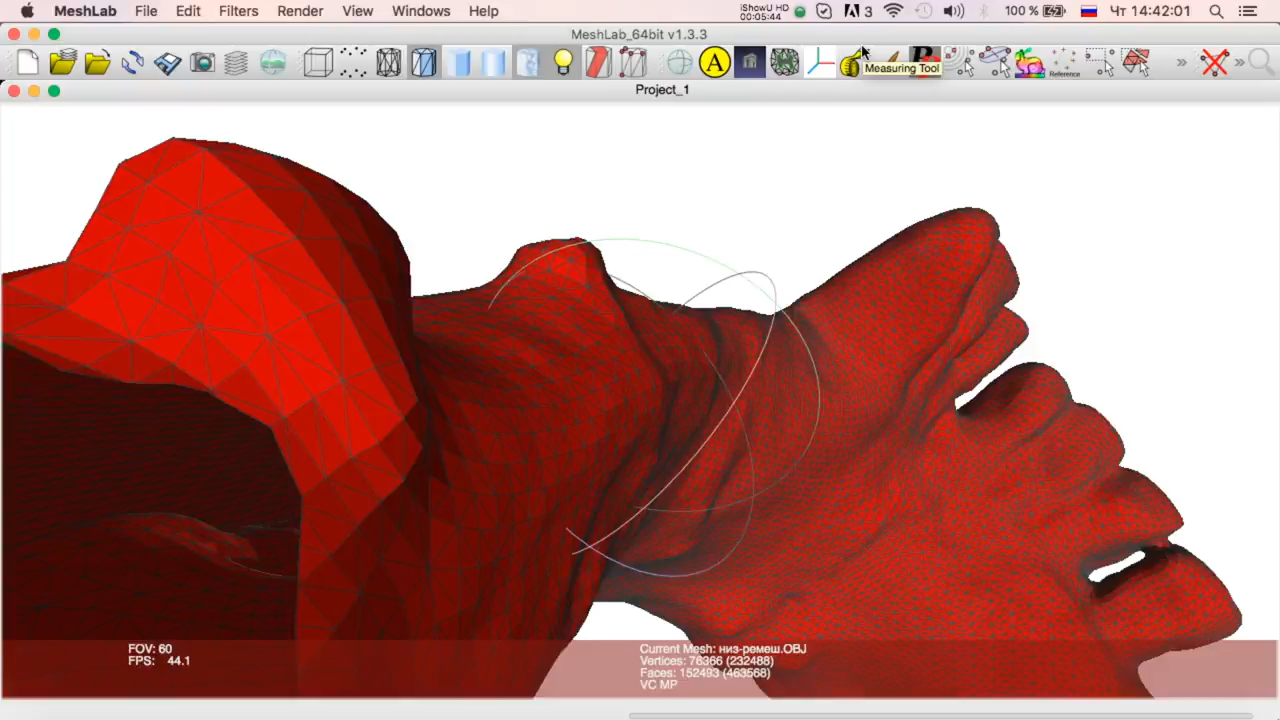 MeshLab File Edit Filters Render View Windows Help iShowU HD 00:05:44 3 100 % Чт 14:42:01
MeshLab_64bit v1.3.3
A R Reference
Measuring Tool
Project_1
FOV: 60
FPS: 44.1
Current Mesh: низ-ремеш.OBJ
Vertices: 76366 (232488)
Faces: 152493 (463568)
VC MP